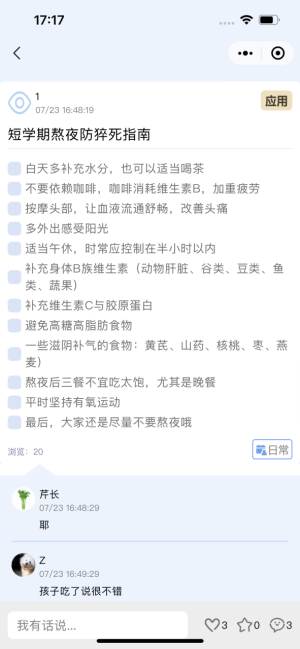 17:17
1
07/23 16:48:19
应用
短学期熬夜防猝死指南
白天多补充水分，也可以适当喝茶
不要依赖咖啡，咖啡消耗维生素B，加重疲劳
按摩头部，让血液流通舒畅，改善头痛
多外出感受阳光
适当午休，时常应控制在半小时以内
补充身体B族维生素（动物肝脏、谷类、豆类、鱼
类、蔬果）
补充维生素C与胶原蛋白
避免高糖高脂肪食物
一些滋阴补气的食物：黄芪、山药、核桃、枣、燕
麦）
熬夜后三餐不宜吃太饱，尤其是晚餐
平时坚持有氧运动
最后，大家还是尽量不要熬夜哦
浏览：20
日常
芹长
07/23 16:48:29
耶
Z
07/23 16:49:29
孩子吃了说很不错
我有话说...
3
0
3